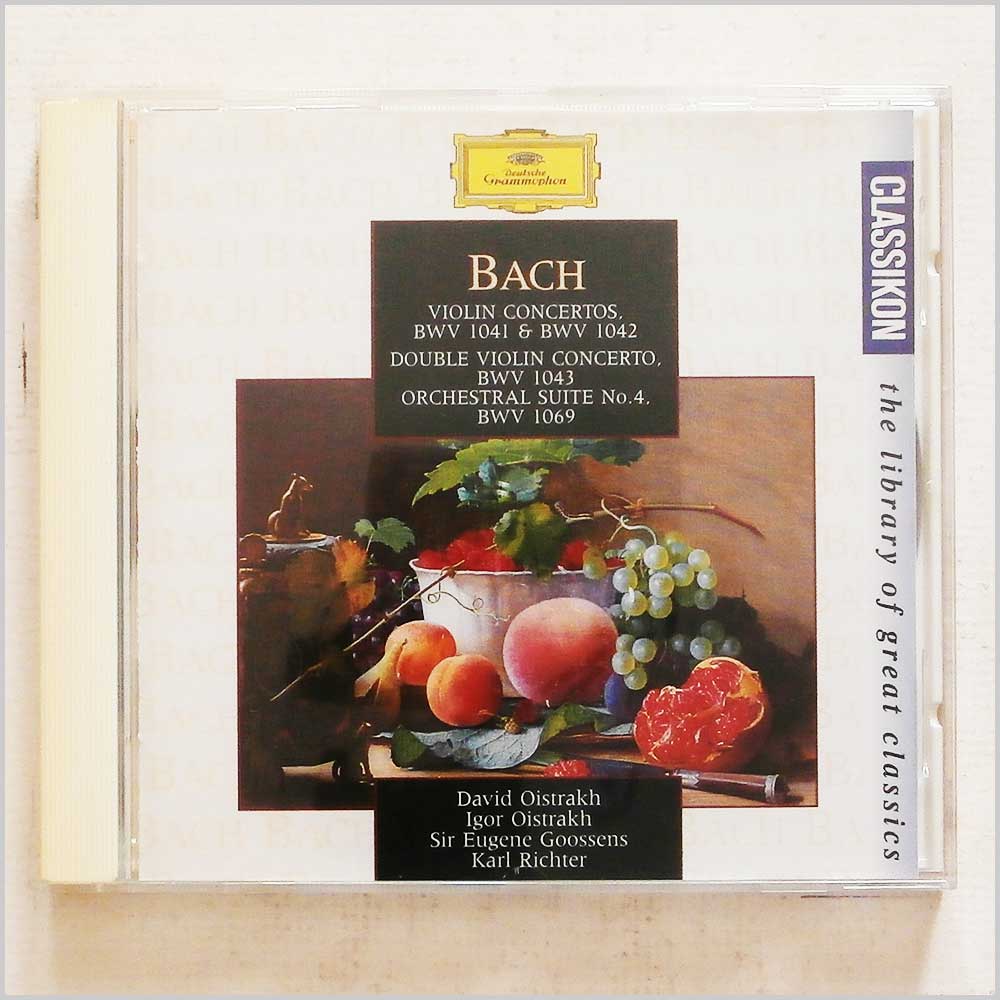 Deutsche
Grammophon
BACH
VIOLIN CONCERTOS,
BWV 1041 & BWV 1042
DOUBLE VIOLIN CONCERTO,
BWV 1043
ORCHESTRAL SUITE No.4,
BWV 1069
David Oistrakh
Igor Oistrakh
Sir Eugene Goossens
Karl Richter
CLASSIKON
the library of great classics